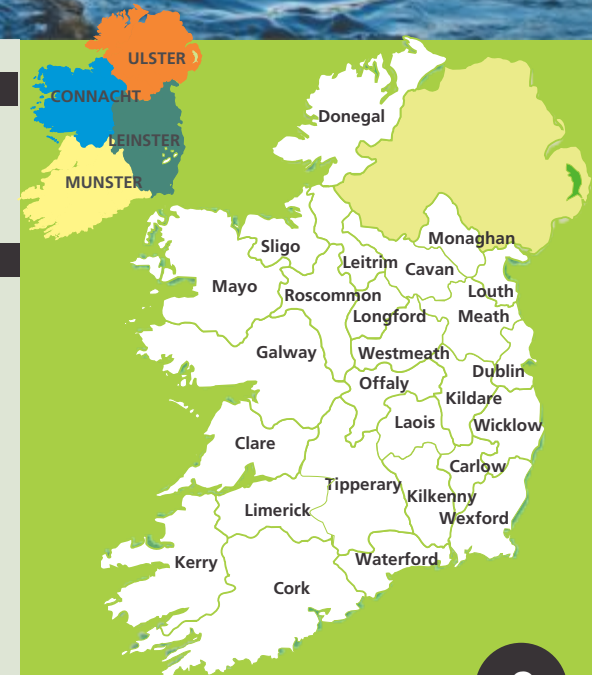 ULSTER
CONNACHT
LEINSTER
MUNSTER
Donegal
Monaghan
Sligo
Leitrim
Cavan
Mayo
Roscommon
Louth
Longford
Meath
Galway
Westmeath
Dublin
Offaly
Kildare
Laois
Wicklow
Clare
Carlow
Tipperary
Kilkenny
Limerick
Wexford
Waterford
Kerry
Cork